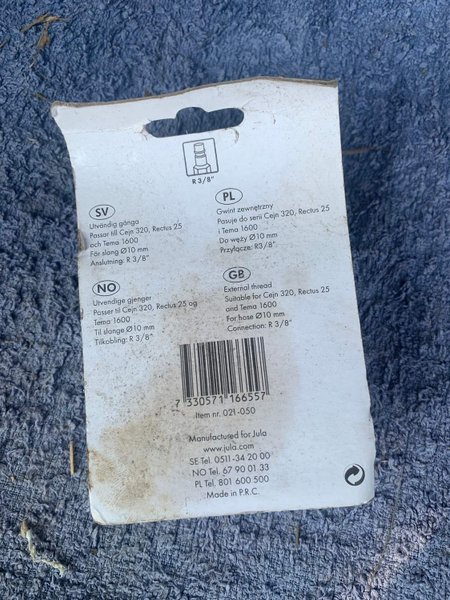 R 3/8"
SV
Utvändig gänga
Passar till Cejn 320, Rectus 25
och Tema 1600
För slang Ø10 mm
Anslutning: R 3/8"
PL
Gwint zewnętrzny
Pasuje do serii Cejn 320, Rectus 25
i Tema 1600
Do węży Ø10 mm
Przyłącze: R3/8"
NO
Utvendige gjenger
Passer til Cejn 320, Rectus 25 og
Tema 1600
Til slange Ø10 mm
Tilkobling: R 3/8"
GB
External thread
Suitable for Cejn 320, Rectus 25
and Tema 1600
For hose Ø10 mm
Connection: R 3/8"
7 330571 166557
Item nr. 021-050
Manufactured for Jula
www.jula.com
SE Tel. 0511-34 20 00
NO Tel. 67 90 01 33
PL Tel. 801 600 500
Made in P.R.C.